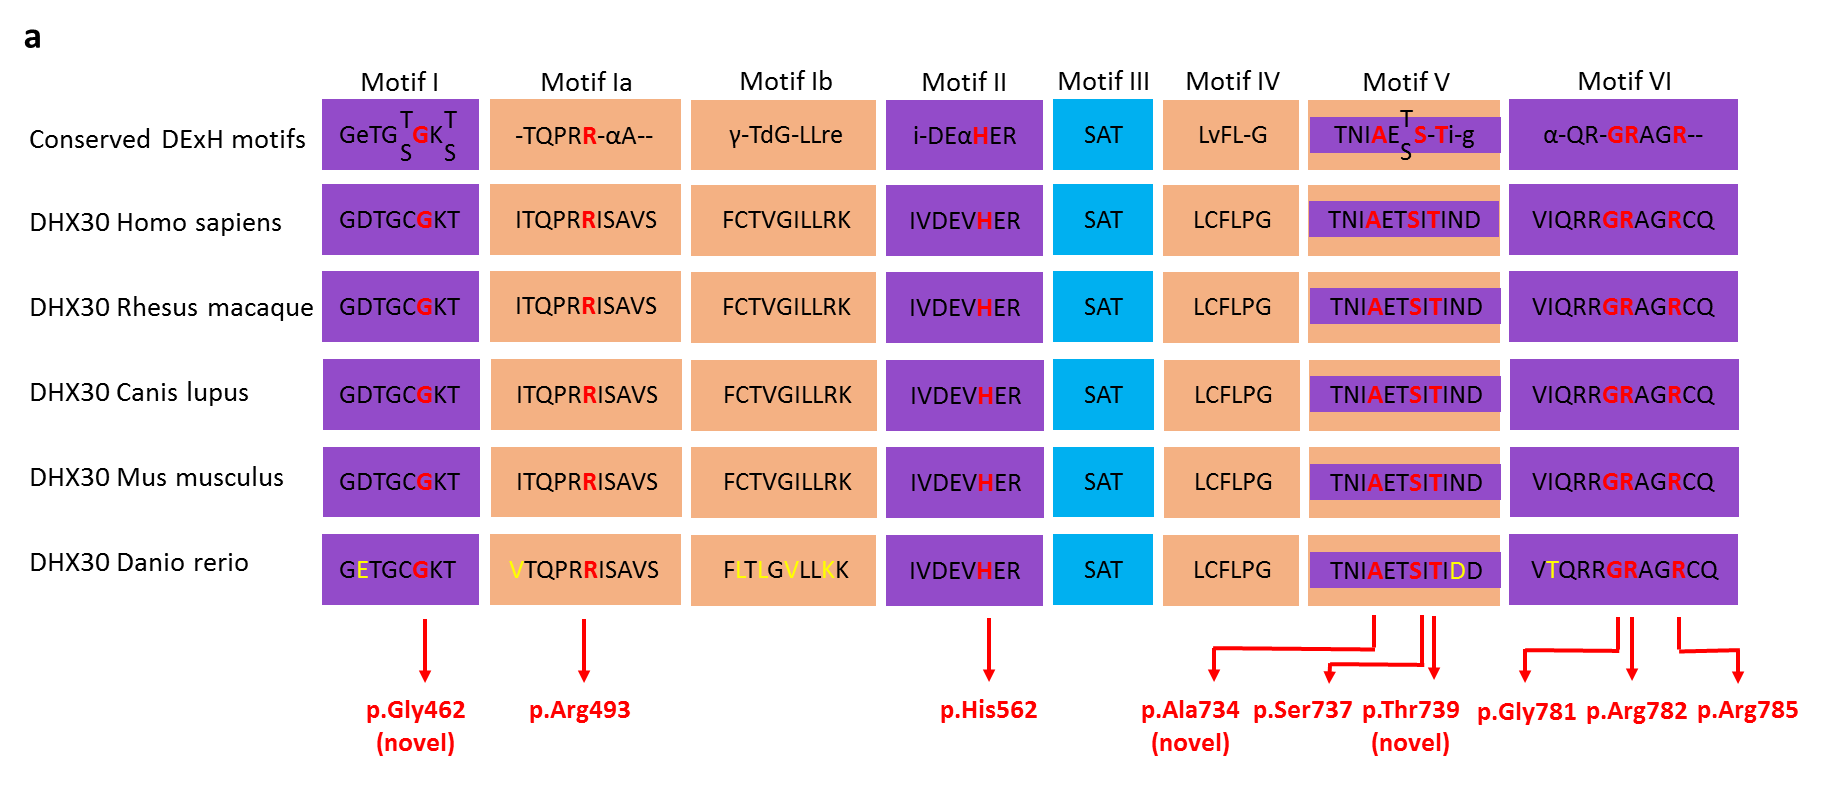 a
Motif I Motif Ia Motif Ib Motif II Motif III Motif IV Motif V Motif VI
Conserved DExH motifs GeTG T/S GK T/S -TQPRR-αA-- γ-TdG-LLre i-DEαHER SAT LvFL-G TNIAE T/S S-Ti-g α-QR-GRAGR--
DHX30 Homo sapiens GDTGCGKT ITQPRRISAVS FCTVGILLRK IVDEVHER SAT LCFLPG TNIAETSITIND VIQRRGRAGRCQ
DHX30 Rhesus macaque GDTGCGKT ITQPRRISAVS FCTVGILLRK IVDEVHER SAT LCFLPG TNIAETSITIND VIQRRGRAGRCQ
DHX30 Canis lupus GDTGCGKT ITQPRRISAVS FCTVGILLRK IVDEVHER SAT LCFLPG TNIAETSITIND VIQRRGRAGRCQ
DHX30 Mus musculus GDTGCGKT ITQPRRISAVS FCTVGILLRK IVDEVHER SAT LCFLPG TNIAETSITIND VIQRRGRAGRCQ
DHX30 Danio rerio GETGCGKT VTQPRRISAVS FLTLGVLLKK IVDEVHER SAT LCFLPG TNIAETSITIDD VTQRRGRAGRCQ
p.Gly462 p.Arg493 p.His562 p.Ala734 p.Ser737 p.Thr739 p.Gly781 p.Arg782 p.Arg785
(novel) (novel) (novel)